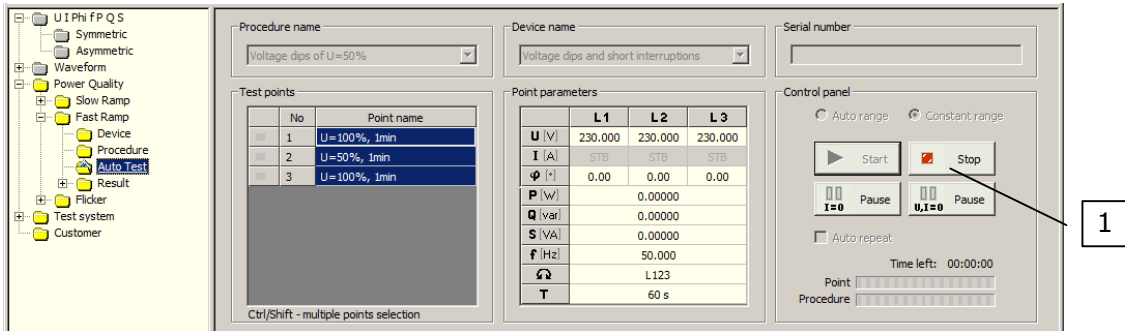 U I Phi f P Q S
Symmetric
Asymmetric
Waveform
Power Quality
Slow Ramp
Fast Ramp
Device
Procedure
Auto Test
Result
Flicker
Test system
Customer
Procedure name
Voltage dips of U=50%
Device name
Voltage dips and short interruptions
Serial number
Test points
No Point name
1 U=100%, 1min
2 U=50%, 1min
3 U=100%, 1min
Ctrl/Shift - multiple points selection
Point parameters
L1 L2 L3
U [V] 230.000 230.000 230.000
I [A] STB STB STB
φ [°] 0.00 0.00 0.00
P [W] 0.00000
Q [var] 0.00000
S [VA] 0.00000
f [Hz] 50.000
L123
T 60 s
Control panel
Auto range Constant range
Start Stop
I=0 Pause U,I=0 Pause
Auto repeat
Time left: 00:00:00
Point
Procedure
1